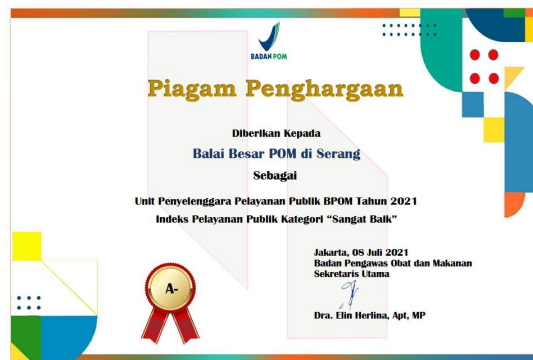 BADAN POM
Piagam Penghargaan
Diberikan Kepada
Balai Besar POM di Serang
Sebagai
Unit Penyelenggara Pelayanan Publik BPOM Tahun 2021
Indeks Pelayanan Publik Kategori “Sangat Baik”
Jakarta, 08 Juli 2021
Badan Pengawas Obat dan Makanan
Sekretaris Utama
Dra. Elin Herlina, Apt, MP
A-